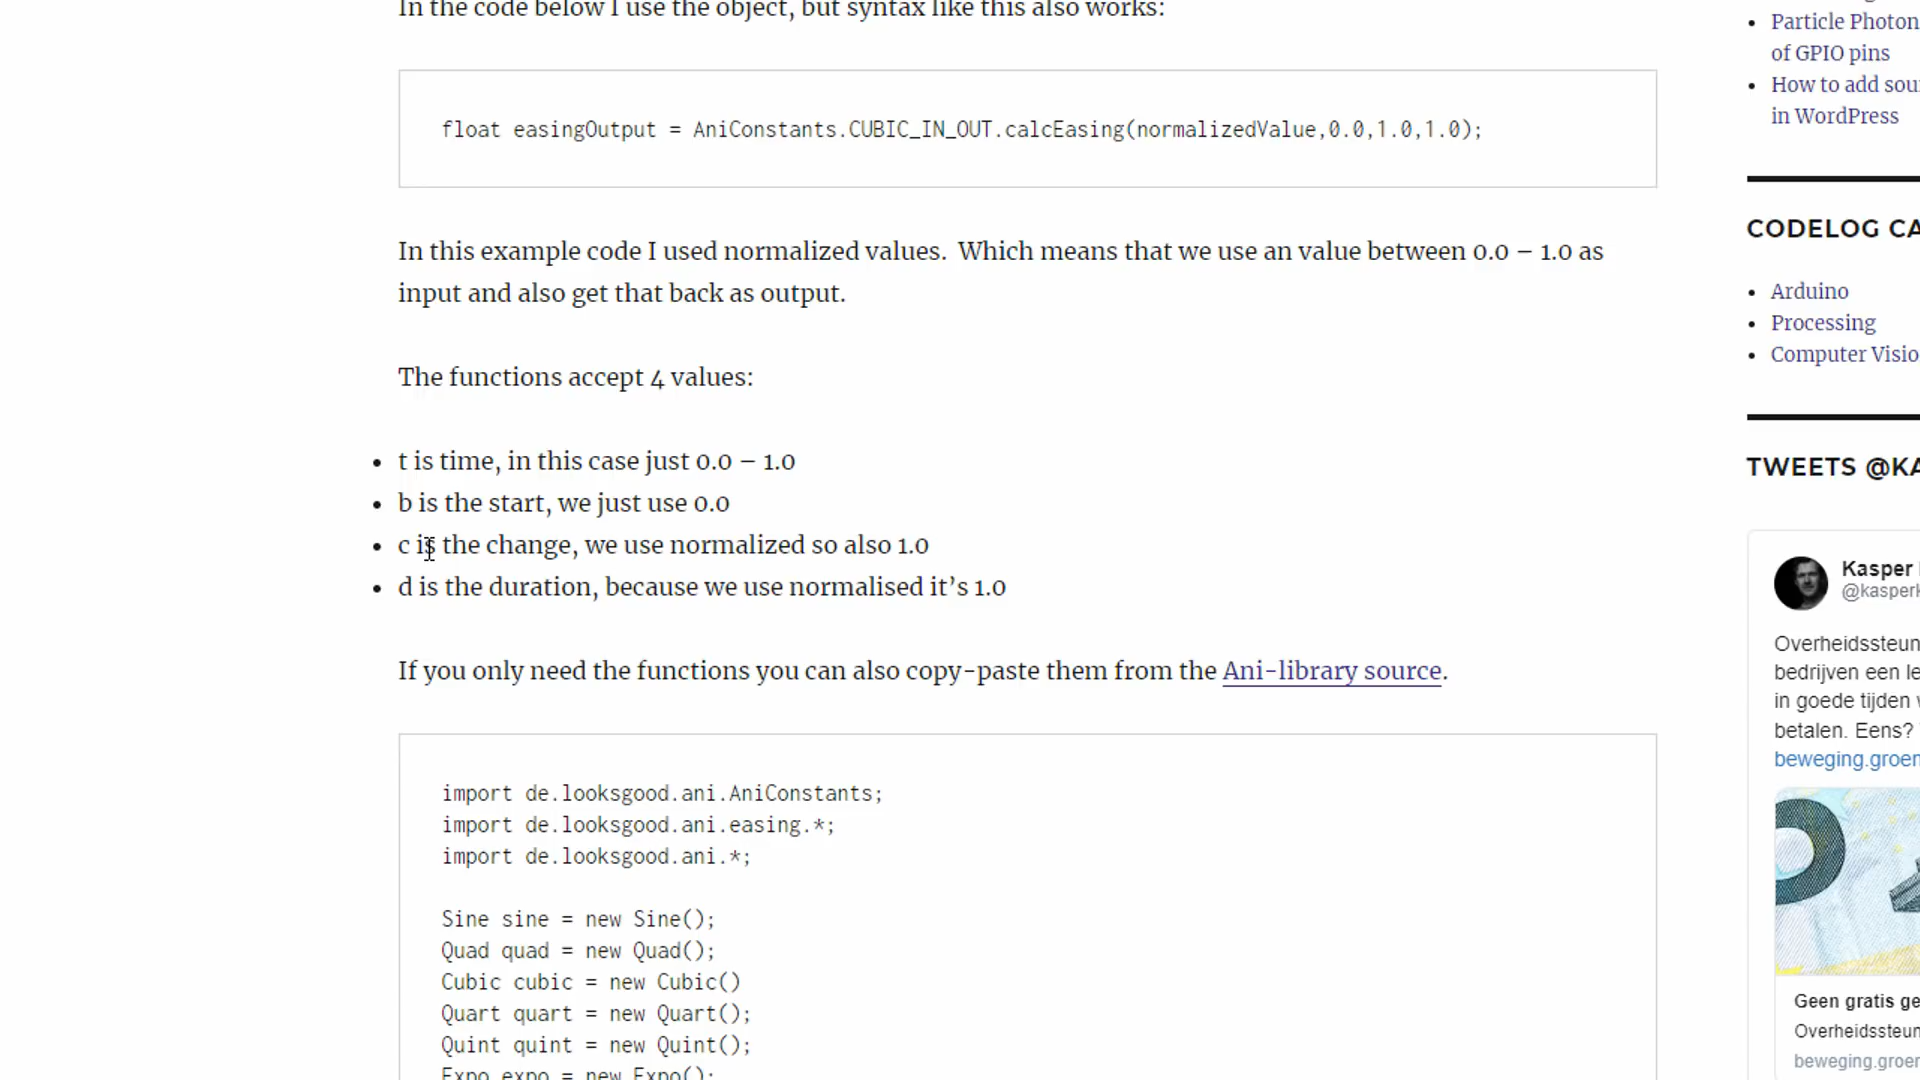 In the code below I use the object, but syntax like this also works:
float easingOutput = AniConstants.CUBIC_IN_OUT.calcEasing(normalizedValue,0.0,1.0,1.0);
In this example code I used normalized values.  Which means that we use an value between 0.0 – 1.0 as
input and also get that back as output.
The functions accept 4 values:
• t is time, in this case just 0.0 – 1.0
• b is the start, we just use 0.0
• c is the change, we use normalized so also 1.0
• d is the duration, because we use normalised it’s 1.0
If you only need the functions you can also copy-paste them from the Ani-library source.
import de.looksgood.ani.AniConstants;
import de.looksgood.ani.easing.*;
import de.looksgood.ani.*;
Sine sine = new Sine();
Quad quad = new Quad();
Cubic cubic = new Cubic()
Quart quart = new Quart();
Quint quint = new Quint();
Expo expo = new Expo();
• Particle Photon
of GPIO pins
• How to add sou
in WordPress
CODELOG CA
• Arduino
• Processing
• Computer Visio
TWEETS @KA
Kasper
@kasperk
Overheidssteun
bedrijven een le
in goede tijden
betalen. Eens?
beweging.groen
Geen gratis ge
Overheidssteun
beweging.groen